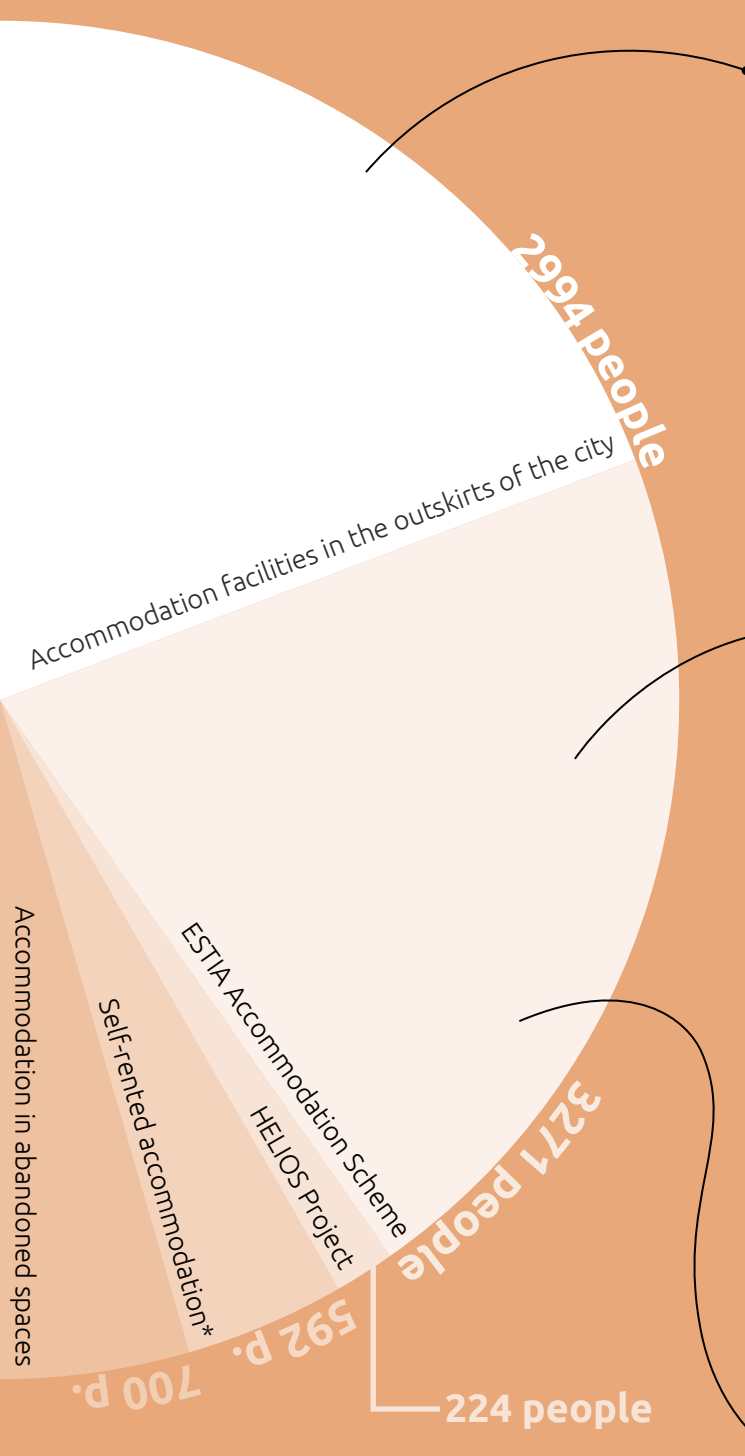 2994 people
Accommodation facilities in the outskirts of the city
ESTIA Accommodation Scheme
3271 people
HELIOS Project
224 people
Self-rented accommodation*
592 p.
Accommodation in abandoned spaces
700 p.